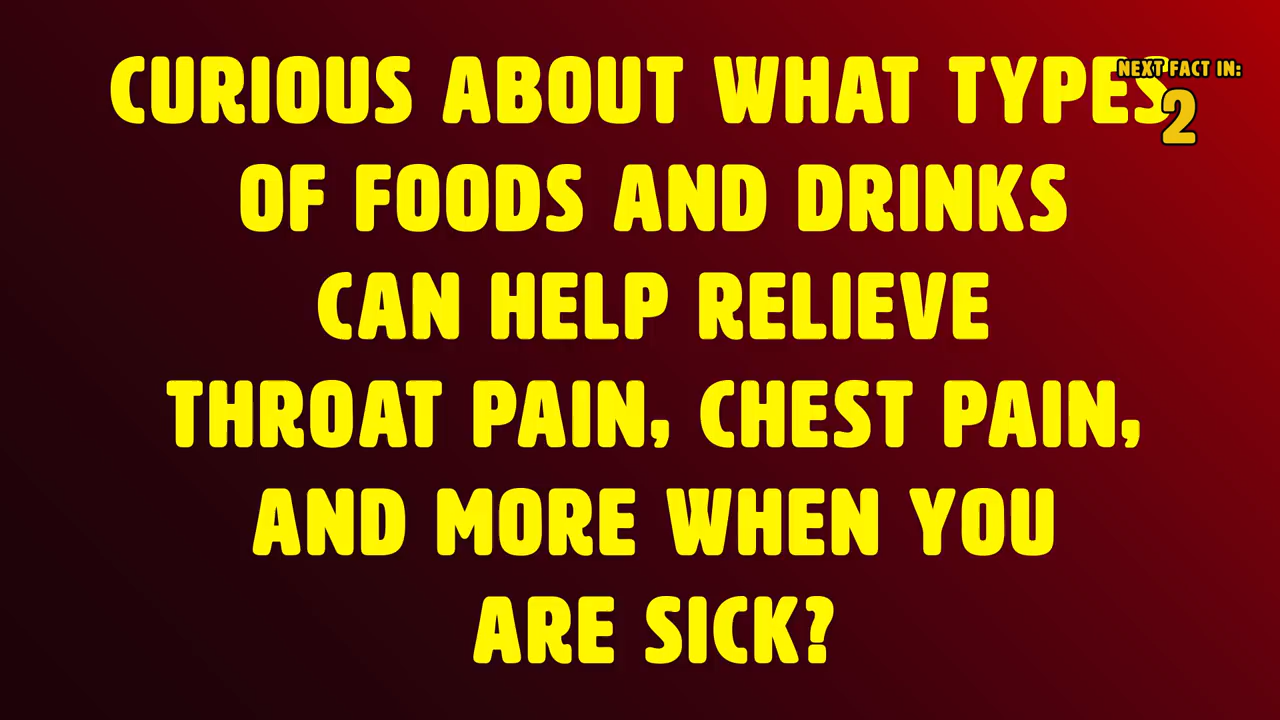 CURIOUS ABOUT WHAT TYPES
NEXT FACT IN:
2
OF FOODS AND DRINKS
CAN HELP RELIEVE
THROAT PAIN, CHEST PAIN,
AND MORE WHEN YOU
ARE SICK?